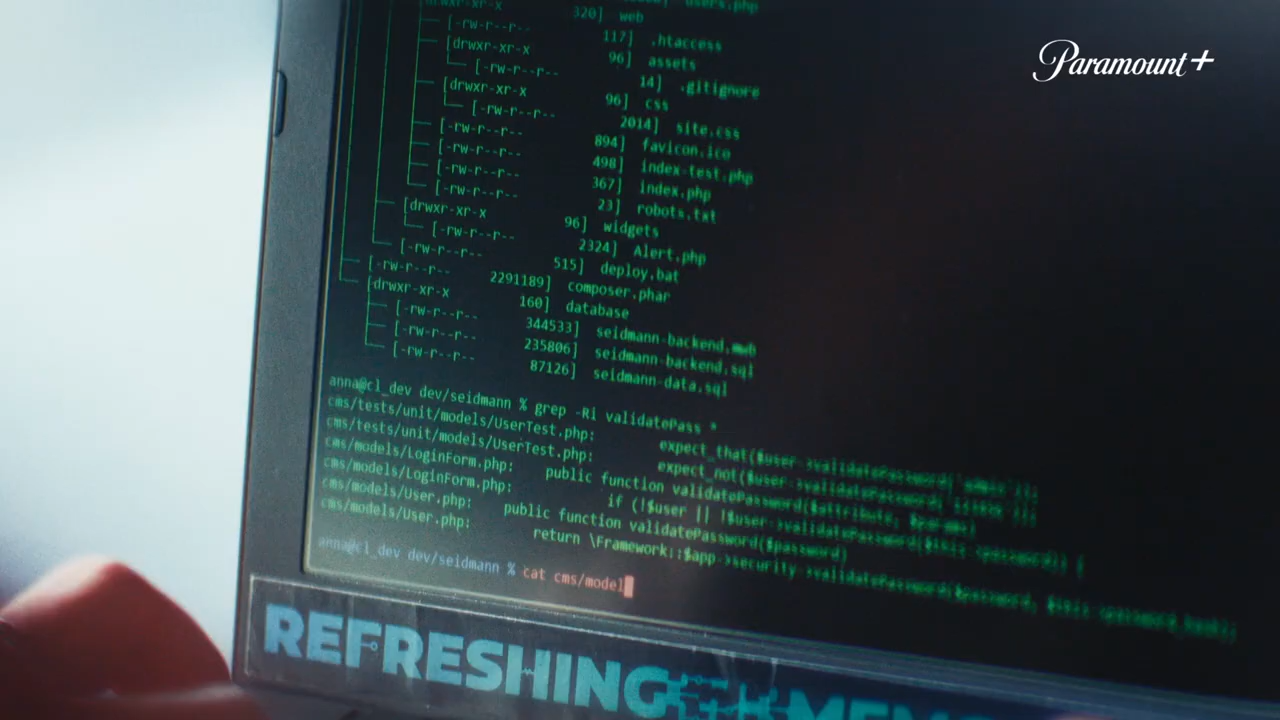 Paramount+
users.php
drwxr-xr-x 320] web
[-rw-r--r-- 117] .htaccess
[drwxr-xr-x 96] assets
[-rw-r--r-- 14] .gitignore
[drwxr-xr-x 96] css
[-rw-r--r-- 2014] site.css
[-rw-r--r-- 894] favicon.ico
[-rw-r--r-- 498] index-test.php
[-rw-r--r-- 367] index.php
[-rw-r--r-- 23] robots.txt
[drwxr-xr-x 96] widgets
[-rw-r--r-- 2324] Alert.php
[-rw-r--r-- 515] deploy.bat
[-rw-r--r-- 2291189] composer.phar
[drwxr-xr-x 160] database
[-rw-r--r-- 344533] seidmann-backend.mwb
[-rw-r--r-- 235806] seidmann-backend.sql
[-rw-r--r-- 87126] seidmann-data.sql
anna@cl_dev dev/seidmann % grep -Ri validatePass *
cms/tests/unit/models/UserTest.php: expect_that($user->validatePassword('admin'));
cms/tests/unit/models/UserTest.php: expect_not($user->validatePassword(
cms/models/LoginForm.php: public function validatePassword($attribute, $params)
cms/models/LoginForm.php: if (!$user || !$user->validatePassword($this->password)) {
cms/models/User.php: public function validatePassword($password)
cms/models/User.php: return \Framework::$app->security->validatePassword($password, $this->password_hash);
anna@cl_dev dev/seidmann % cat cms/model
REFRESHING